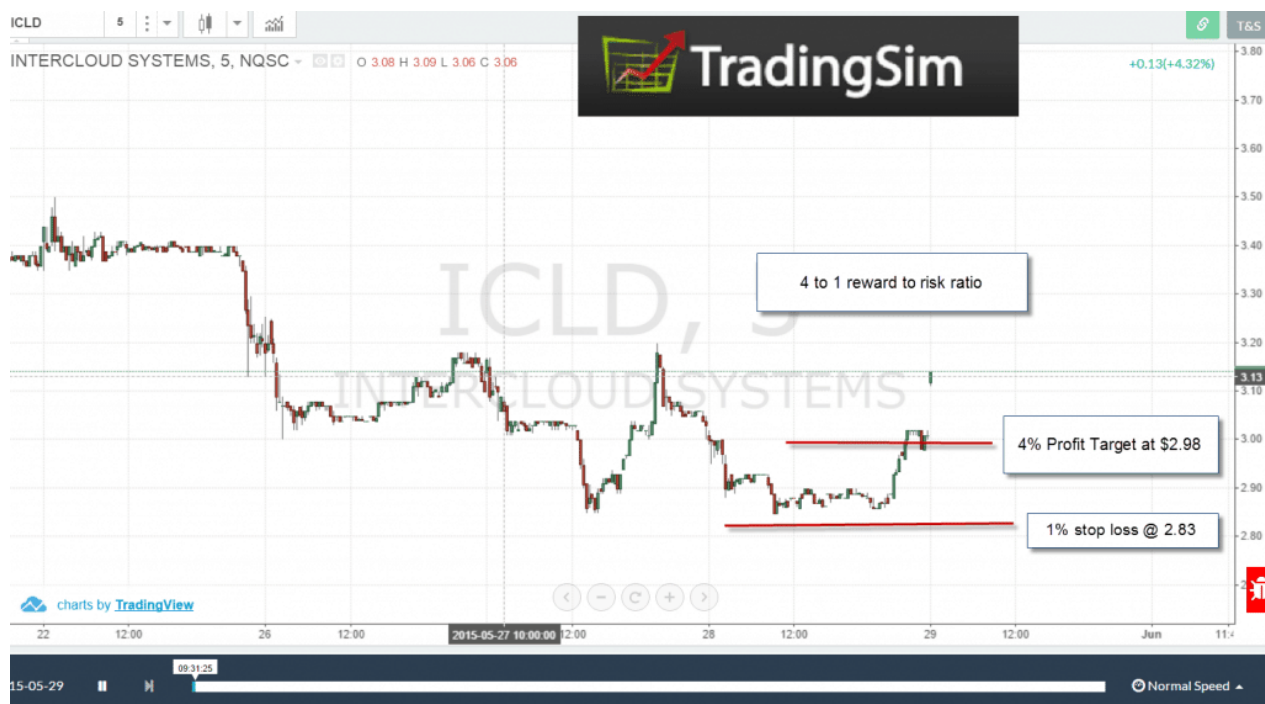 ICLD 5 T&S
INTERCLOUD SYSTEMS, 5, NQSC O 3.08 H 3.09 L 3.06 C 3.06
TradingSim
+0.13(+4.32%)
3.80
3.70
3.60
3.50
3.40
3.30
3.20
3.13
3.10
3.00
2.90
2.80
ICLD, 5
INTERCLOUD SYSTEMS
4 to 1 reward to risk ratio
4% Profit Target at $2.98
1% stop loss @ 2.83
charts by TradingView
22 12:00 26 12:00 2015-05-27 10:00:00 12:00 28 12:00 29 12:00 Jun
09:31:25
15-05-29 Normal Speed